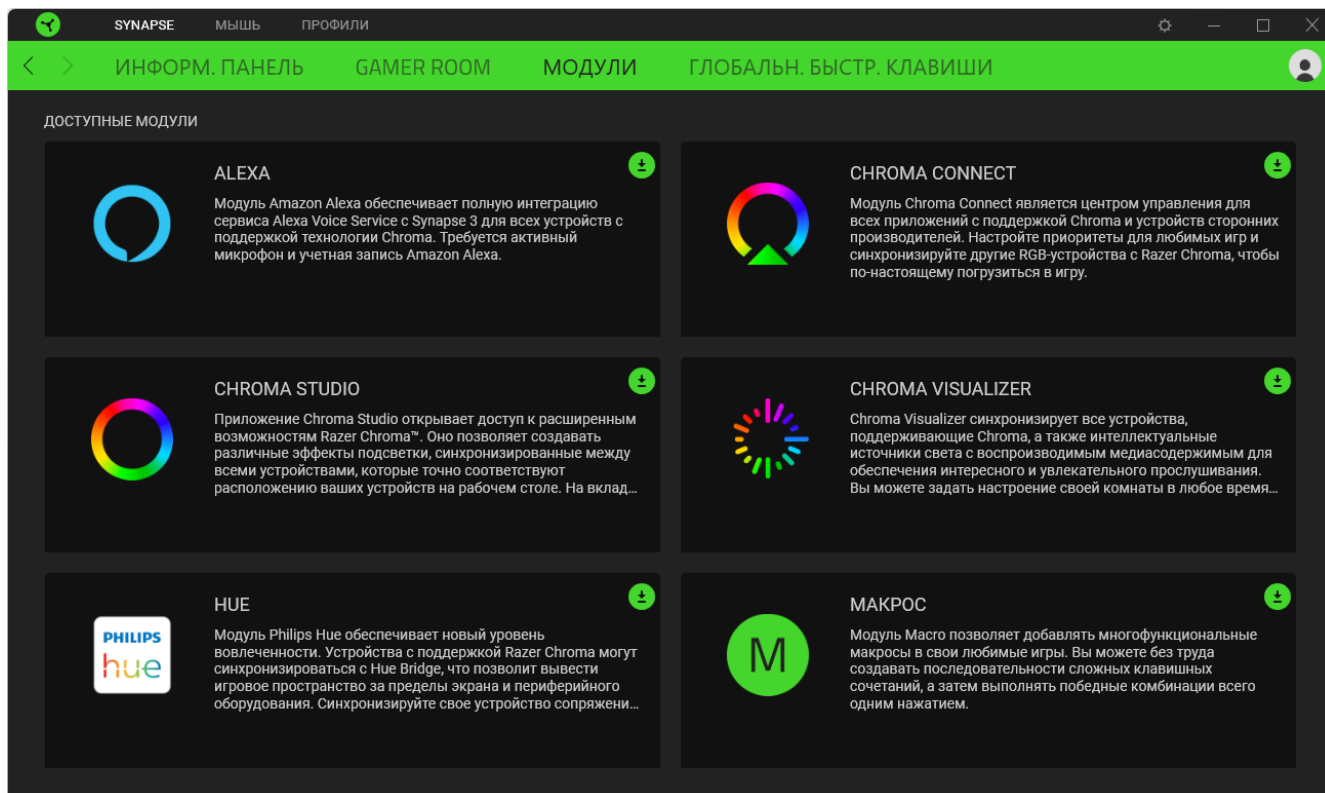 SYNAPSE МЫШЬ ПРОФИЛИ
ИНФОРМ. ПАНЕЛЬ GAMER ROOM МОДУЛИ ГЛОБАЛЬН. БЫСТР. КЛАВИШИ
ДОСТУПНЫЕ МОДУЛИ
ALEXA
Модуль Amazon Alexa обеспечивает полную интеграцию
сервиса Alexa Voice Service с Synapse 3 для всех устройств с
поддержкой технологии Chroma. Требуется активный
микрофон и учетная запись Amazon Alexa.
CHROMA CONNECT
Модуль Chroma Connect является центром управления для
всех приложений с поддержкой Chroma и устройств сторонних
производителей. Настройте приоритеты для любимых игр и
синхронизируйте другие RGB-устройства с Razer Chroma, чтобы
по-настоящему погрузиться в игру.
CHROMA STUDIO
Приложение Chroma Studio открывает доступ к расширенным
возможностям Razer Chroma™. Оно позволяет создавать
различные эффекты подсветки, синхронизированные между
всеми устройствами, которые точно соответствуют
расположению ваших устройств на рабочем столе. На вклад...
CHROMA VISUALIZER
Chroma Visualizer синхронизирует все устройства,
поддерживающие Chroma, а также интеллектуальные
источники света с воспроизводимым медиасодержимым для
обеспечения интересного и увлекательного прослушивания.
Вы можете задать настроение своей комнаты в любое время...
PHILIPS
hue
HUE
Модуль Philips Hue обеспечивает новый уровень
вовлеченности. Устройства с поддержкой Razer Chroma могут
синхронизироваться с Hue Bridge, что позволит вывести
игровое пространство за пределы экрана и периферийного
оборудования. Синхронизируйте свое устройство сопряжени...
M
МАКРОС
Модуль Macro позволяет добавлять многофункциональные
макросы в свои любимые игры. Вы можете без труда
создавать последовательности сложных клавишных
сочетаний, а затем выполнять победные комбинации всего
одним нажатием.